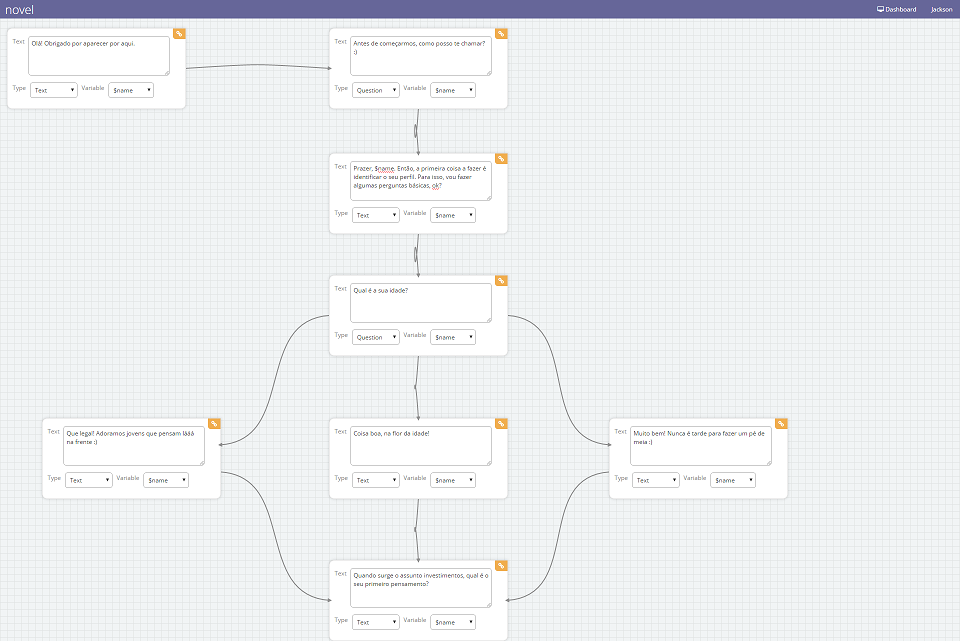 novel
Dashboard
Jackson
Text
Olá! Obrigado por aparecer por aqui.
Type
Text
Variable
$name
Text
Antes de começarmos, como posso te chamar?
:)
Type
Question
Variable
$name
Text
Prazer, $name. Então, a primeira coisa a fazer é
identificar o seu perfil. Para isso, vou fazer
algumas perguntas básicas, ok?
Type
Text
Variable
$name
Text
Qual é a sua idade?
Type
Question
Variable
$name
Text
Que legal! Adoramos jovens que pensam lááá
na frente :)
Type
Text
Variable
$name
Text
Coisa boa, na flor da idade!
Type
Text
Variable
$name
Text
Muito bem! Nunca é tarde para fazer um pé de
meia :)
Type
Text
Variable
$name
Text
Quando surge o assunto investimentos, qual é o
seu primeiro pensamento?
Type
Text
Variable
$name